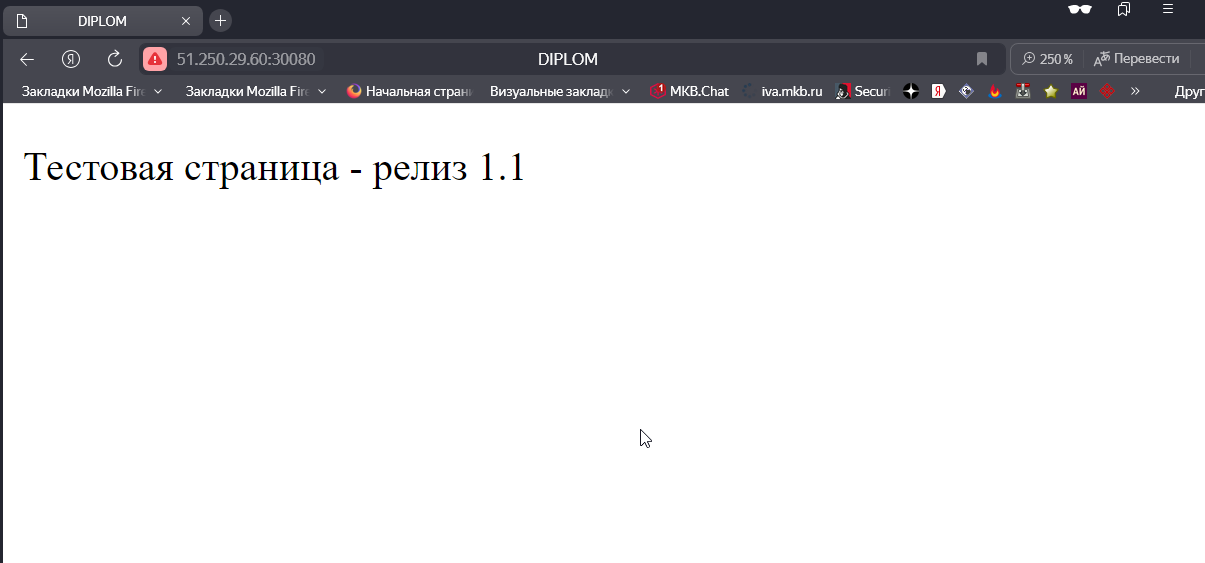 DIPLOM
51.250.29.60:30080 DIPLOM 250 % Перевести
Закладки Mozilla Fire Закладки Mozilla Fire Начальная страни Визуальные заклад MKB.Chat iva.mkb.ru Securi Я АЙ » Друг
Тестовая страница - релиз 1.1